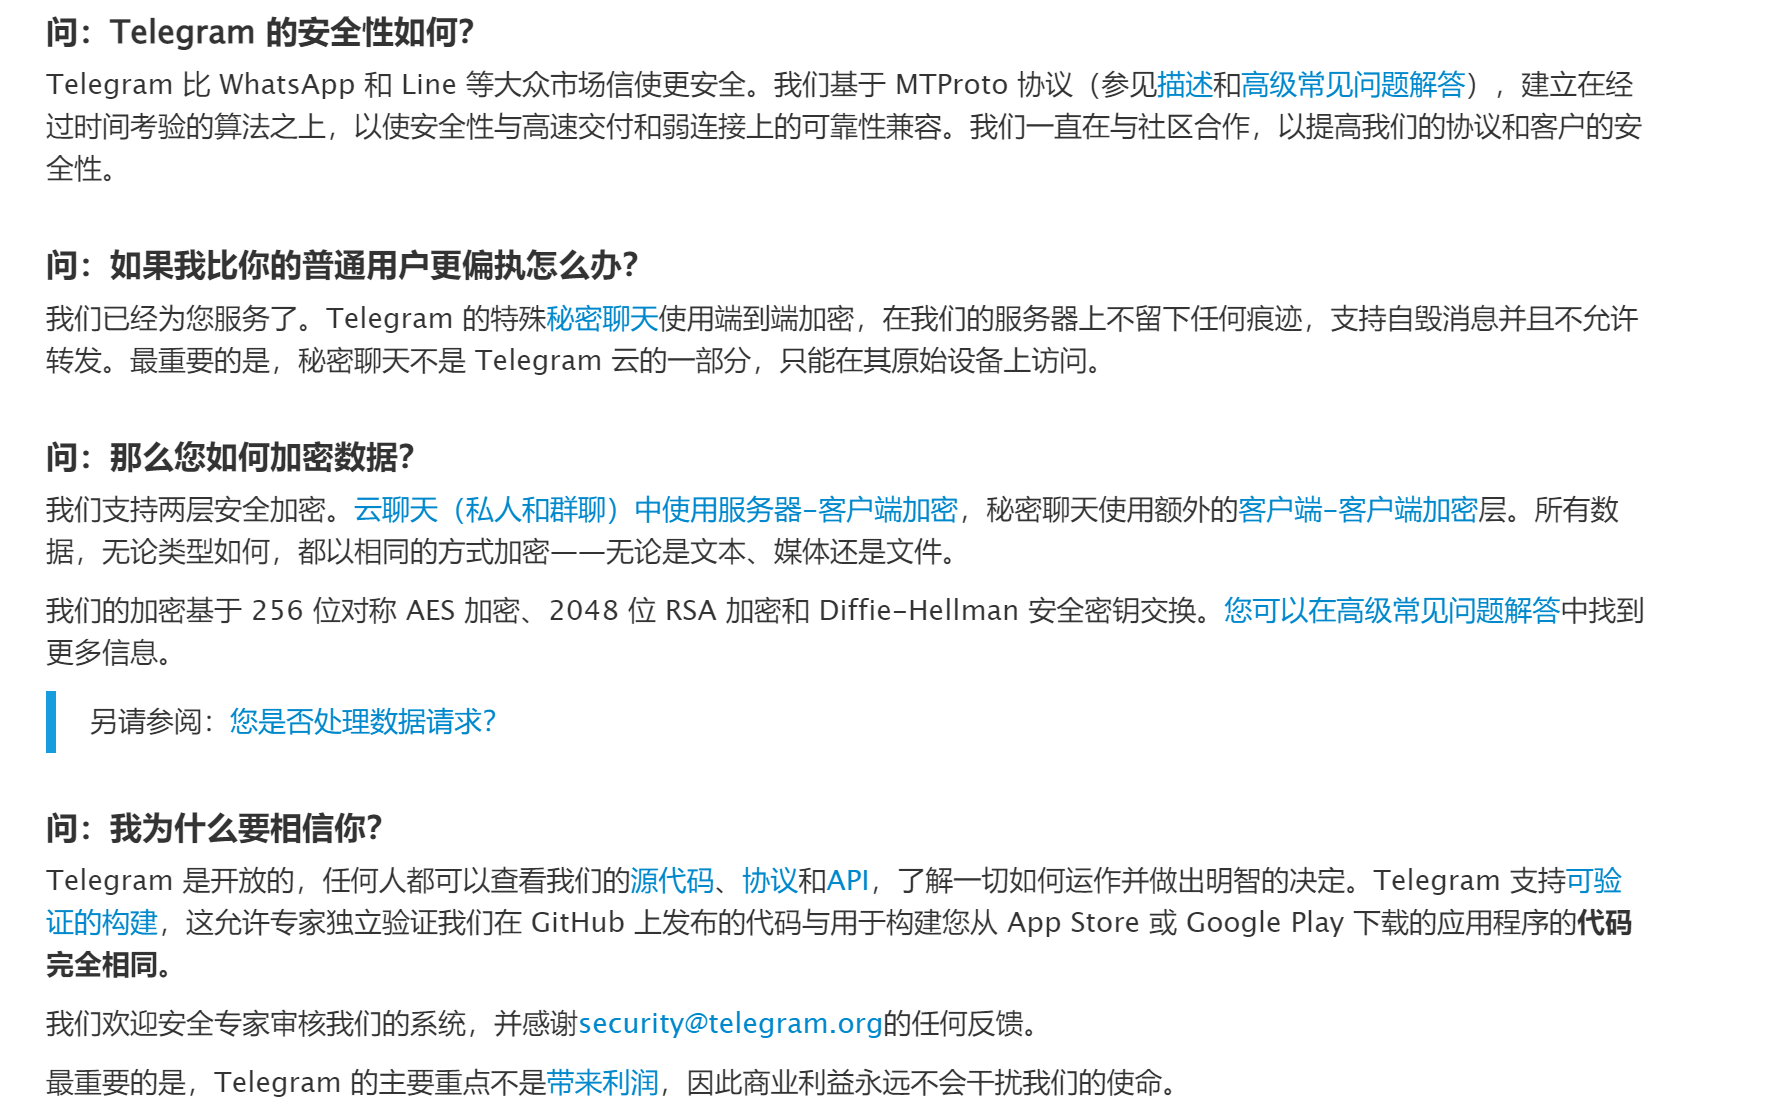 问：Telegram 的安全性如何？
Telegram 比 WhatsApp 和 Line 等大众市场信使更安全。我们基于 MTProto 协议（参见描述和高级常见问题解答），建立在经
过时间考验的算法之上，以使安全性与高速交付和弱连接上的可靠性兼容。我们一直在与社区合作，以提高我们的协议和客户的安
全性。
问：如果我比你的普通用户更偏执怎么办？
我们已经为您服务了。Telegram 的特殊秘密聊天使用端到端加密，在我们的服务器上不留下任何痕迹，支持自毁消息并且不允许
转发。最重要的是，秘密聊天不是 Telegram 云的一部分，只能在其原始设备上访问。
问：那么您如何加密数据？
我们支持两层安全加密。云聊天（私人和群聊）中使用服务器-客户端加密，秘密聊天使用额外的客户端-客户端加密层。所有数
据，无论类型如何，都以相同的方式加密——无论是文本、媒体还是文件。
我们的加密基于 256 位对称 AES 加密、2048 位 RSA 加密和 Diffie-Hellman 安全密钥交换。您可以在高级常见问题解答中找到
更多信息。
另请参阅：您是否处理数据请求？
问：我为什么要相信你？
Telegram 是开放的，任何人都可以查看我们的源代码、协议和API，了解一切如何运作并做出明智的决定。Telegram 支持可验
证的构建，这允许专家独立验证我们在 GitHub 上发布的代码与用于构建您从 App Store 或 Google Play 下载的应用程序的代码
完全相同。
我们欢迎安全专家审核我们的系统，并感谢security@telegram.org的任何反馈。
最重要的是，Telegram 的主要重点不是带来利润，因此商业利益永远不会干扰我们的使命。